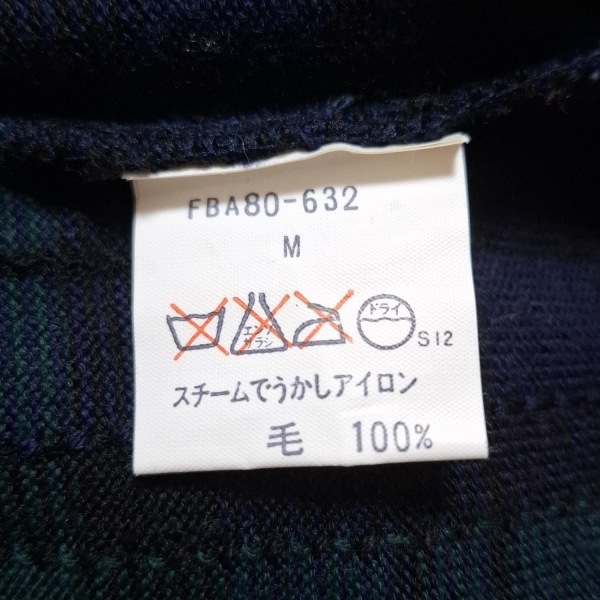 FBA80-632
M
エンソ サラシ ドライ S12
スチームでうかしアイロン
毛 100%